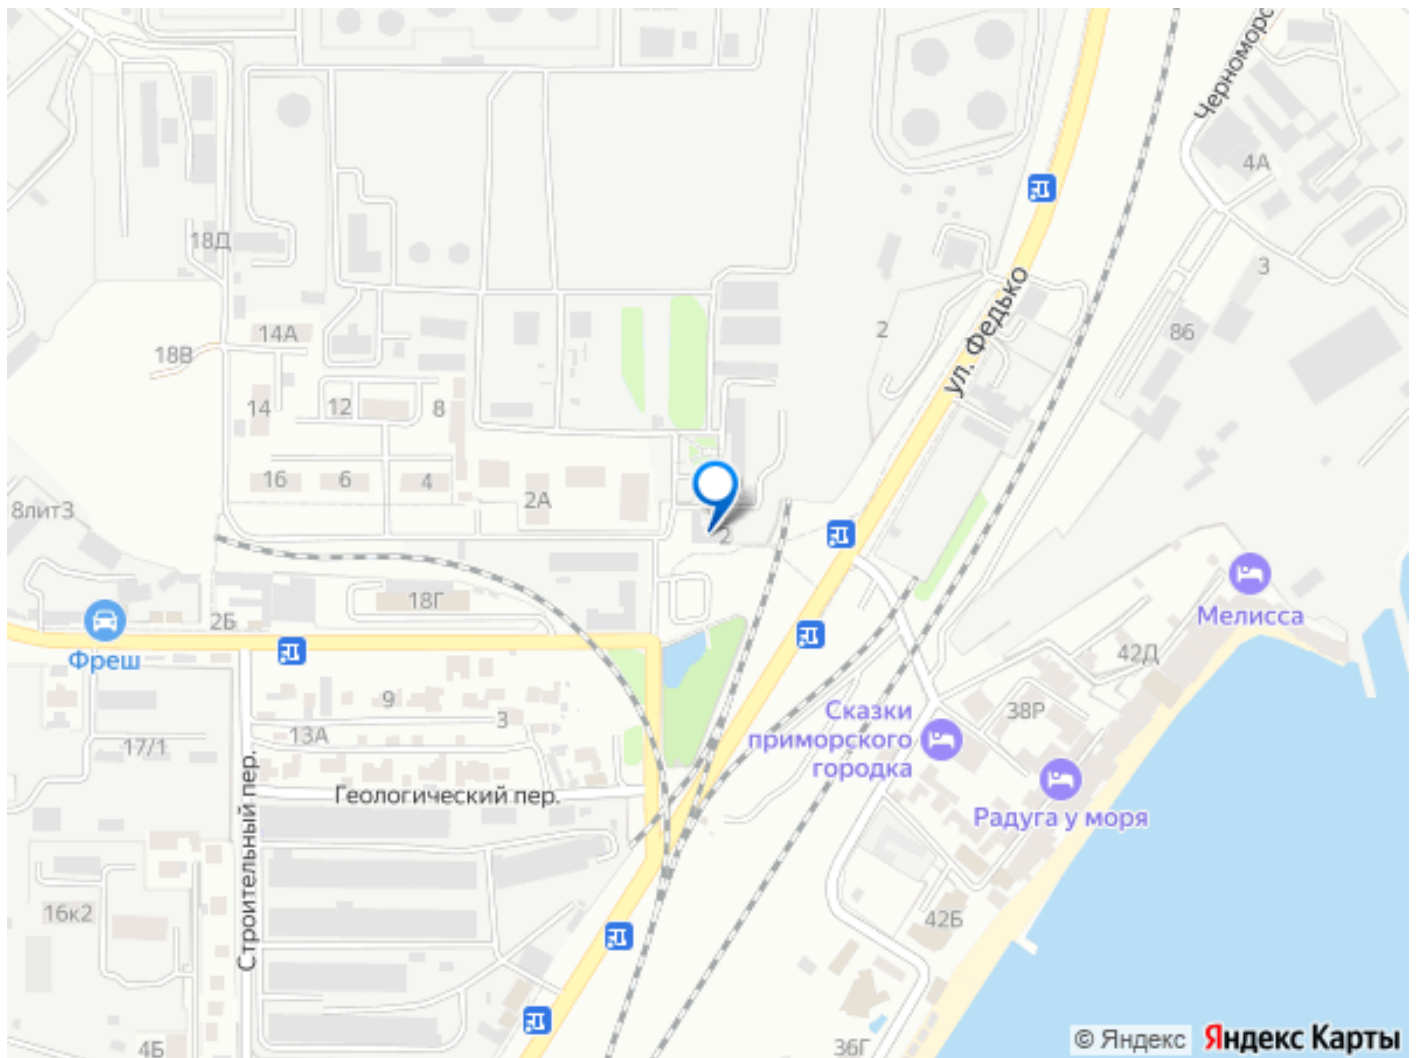 Черноморс
4А
18Д
3
ул. Федько
2
86
14А
18В
14
12
8
16
6
4
2А
8лит3
2
Мелисса
18Г
2Б
Фреш
42Д
9
3
13А
17/1
38Р
Сказки
приморского
городка
Геологический пер.
Радуга у моря
Строительный пер.
16к2
42Б
4Б
36Г
© Яндекс
Яндекс Карты